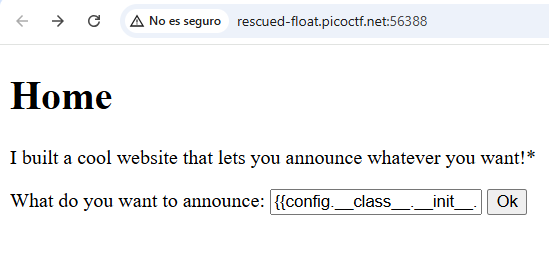 No es seguro rescued-float.picoctf.net:56388
Home
I built a cool website that lets you announce whatever you want!*
What do you want to announce: {{config.__class__.__init__. Ok